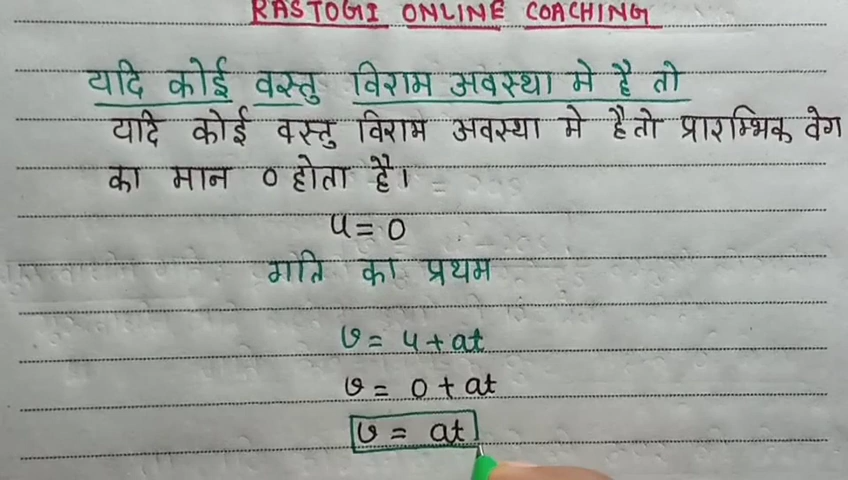 RASTOGI ONLINE COACHING
यदि कोई वस्तु विराम अवस्था मे है तो
यदि कोई वस्तु विराम अवस्था मे है तो प्रारम्भिक वेग
का मान 0 होता है।
u = 0
गति का प्रथम
v = u + at
v = 0 + at
v = at